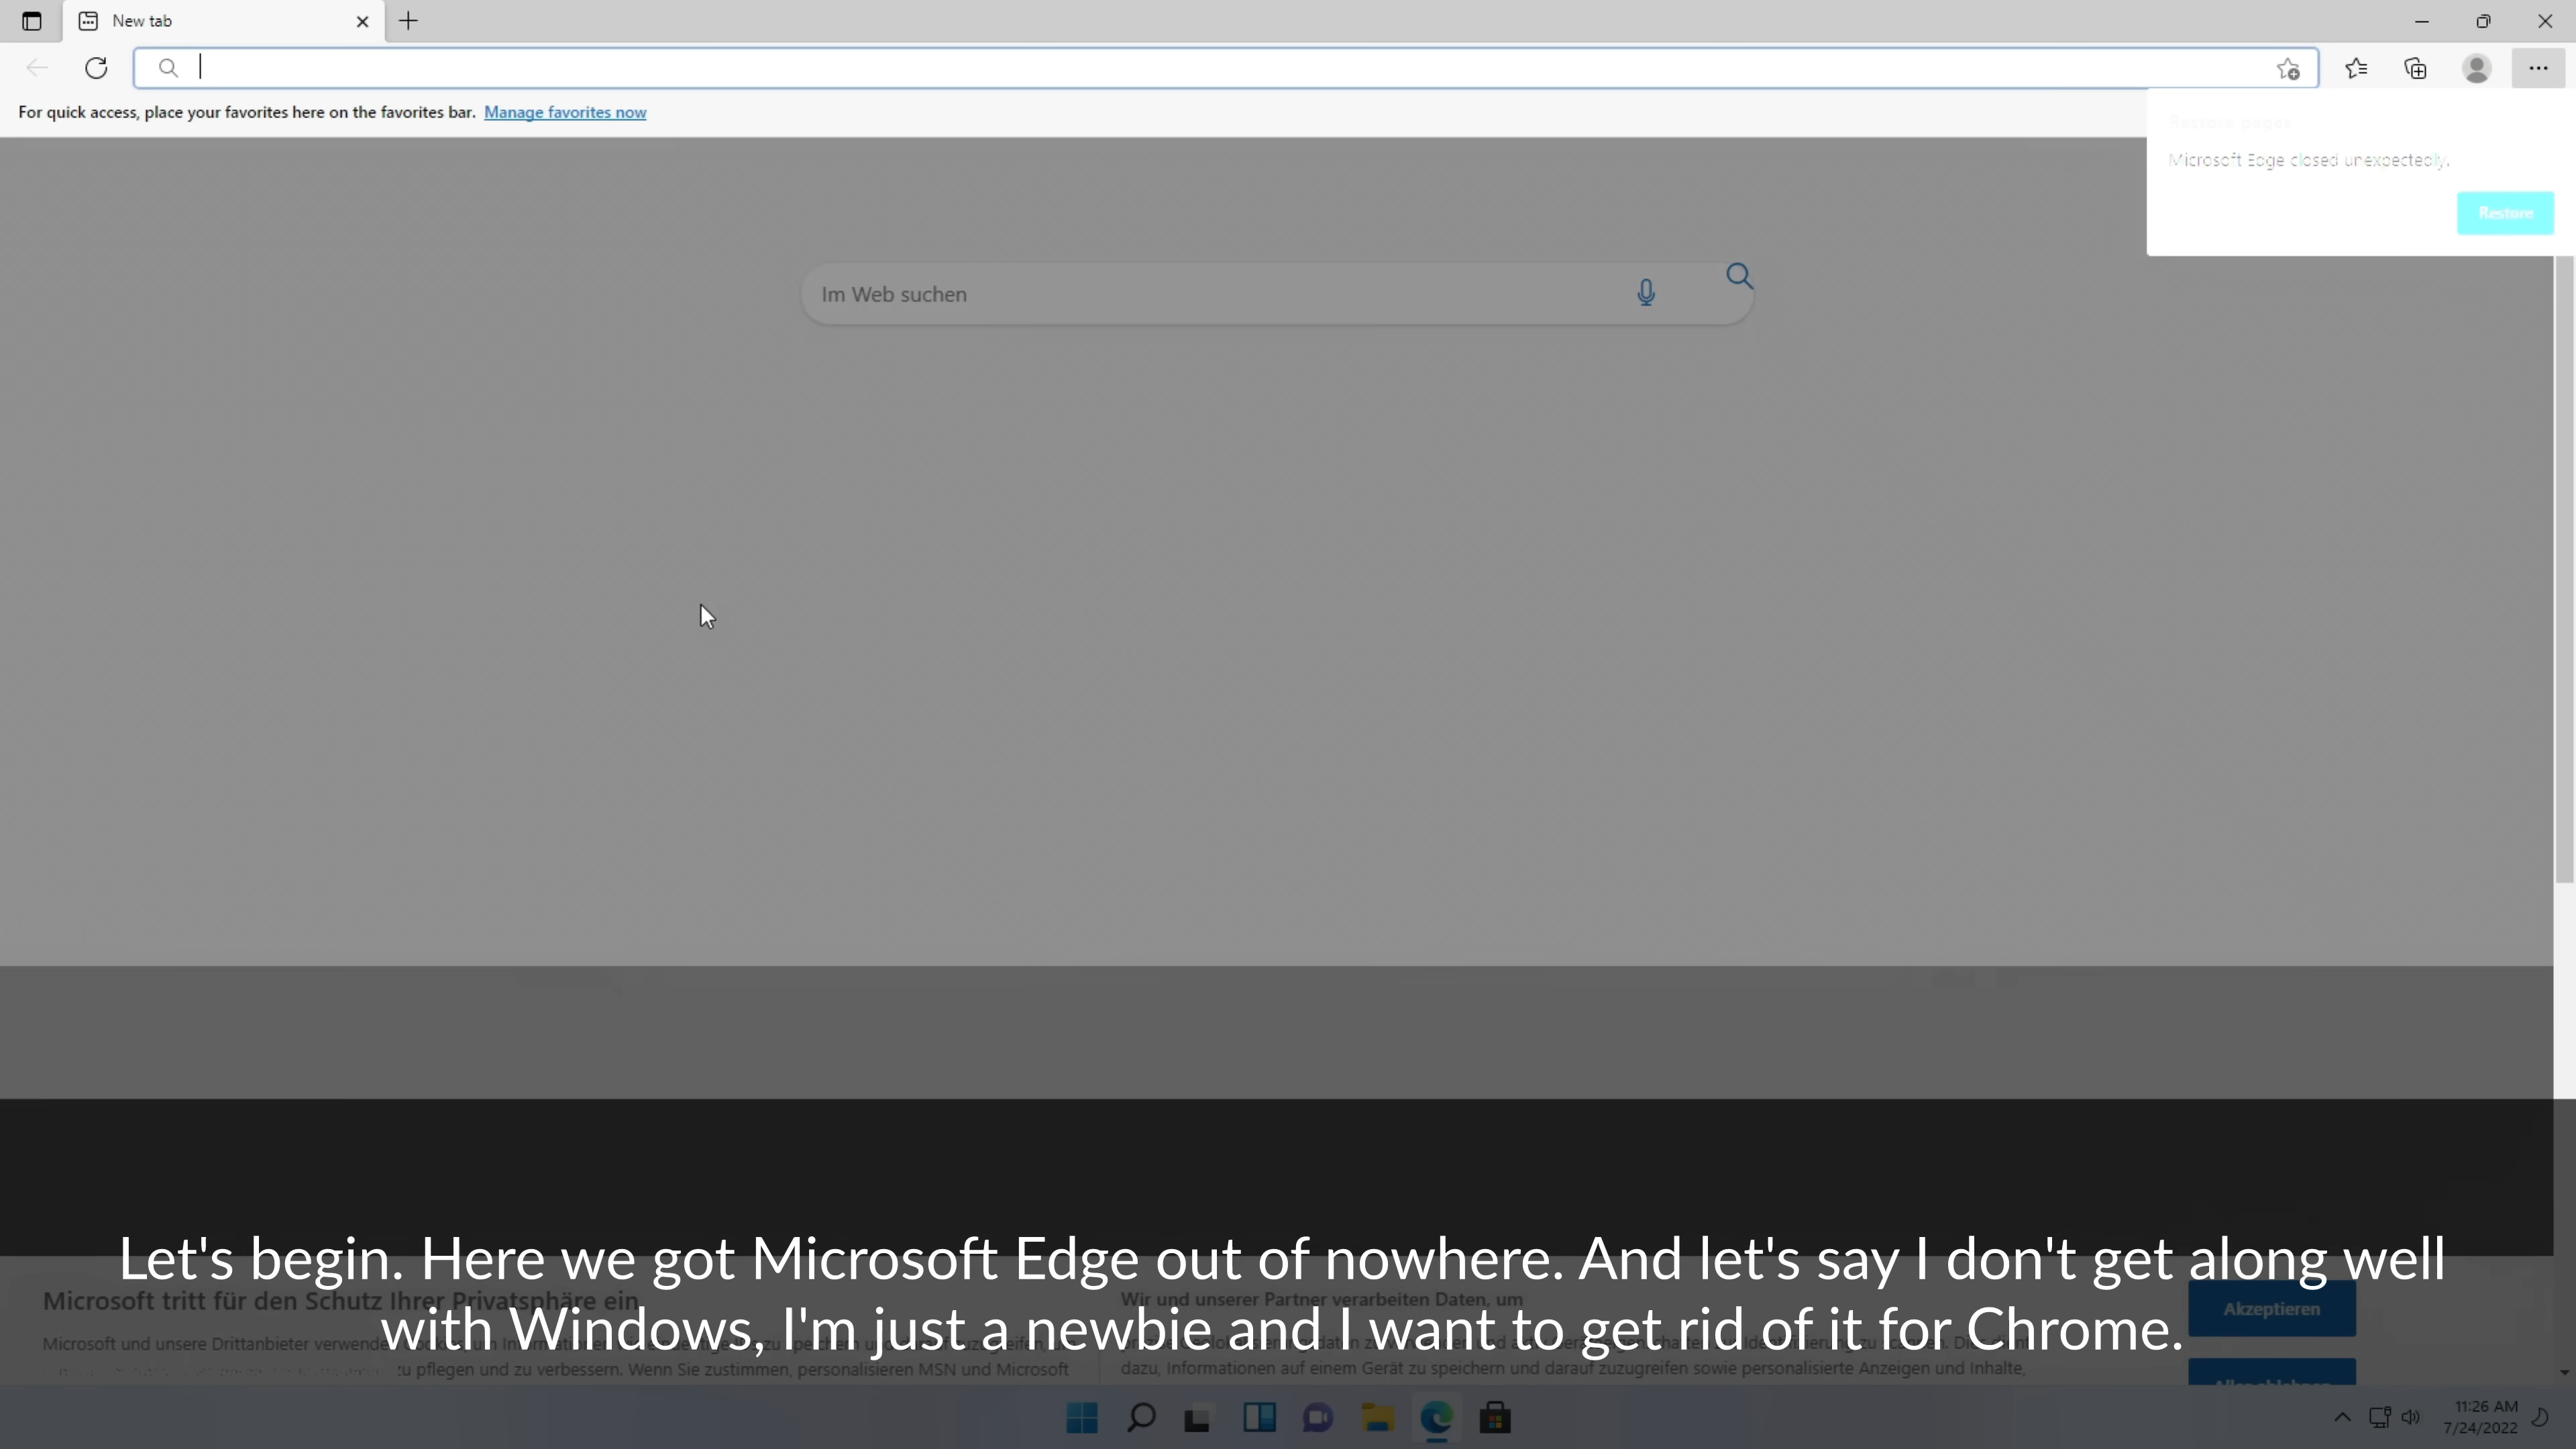 New tab
For quick access, place your favorites here on the favorites bar. Manage favorites now
Restore pages
Microsoft Edge closed unexpectedly.
Restore
Im Web suchen
Let's begin. Here we got Microsoft Edge out of nowhere. And let's say I don't get along well
with Windows, I'm just a newbie and I want to get rid of it for Chrome.
Microsoft tritt für den Schutz Ihrer Privatsphäre ein
Microsoft und unsere Drittanbieter verwenden
zu pflegen und zu verbessern. Wenn Sie zustimmen, personalisieren MSN und Microsoft
Wir und unserer Partner verarbeiten Daten, um
dazu, Informationen auf einem Gerät zu speichern und darauf zuzugreifen sowie personalisierte Anzeigen und Inhalte,
Akzeptieren
11:26 AM
7/24/2022